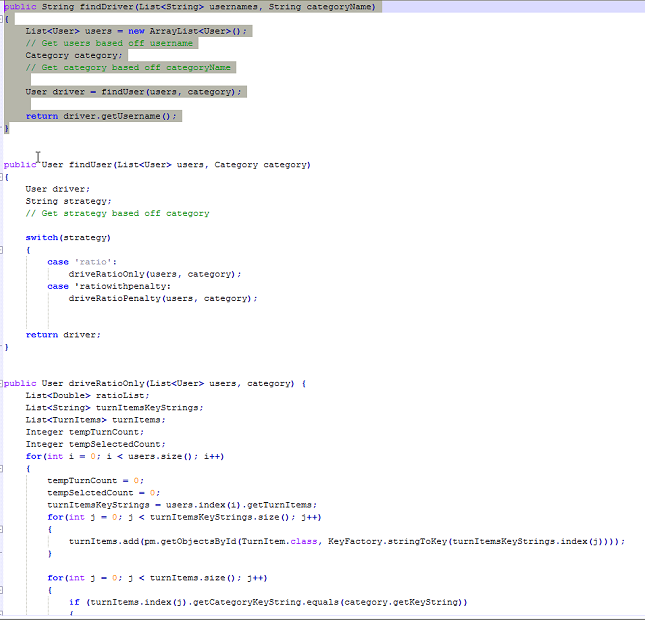 public String findDriver(List<String> usernames, String categoryName)
{
List<User> users = new ArrayList<User>();
// Get users based off username
Category category;
// Get category based off categoryName
User driver = findUser(users, category);
return driver.getUsername();
}
public User findUser(List<User> users, Category category)
{
User driver;
String strategy;
// Get strategy based off category
switch(strategy)
{
case 'ratio':
driveRatioOnly(users, category);
case 'ratiowithpenalty:
driveRatioPenalty(users, category);
return driver;
}
public User driveRatioOnly(List<User> users, category) {
List<Double> ratioList;
List<String> turnItemsKeyStrings;
List<TurnItems> turnItems;
Integer tempTurnCount;
Integer tempSelectedCount;
for(int i = 0; i < users.size(); i++)
{
tempTurnCount = 0;
tempSelctedCount = 0;
turnItemsKeyStrings = users.index(i).getTurnItems;
for(int j = 0; j < turnItemsKeyStrings.size(); j++)
{
turnItems.add(pm.getObjectsById(TurnItem.class, KeyFactory.stringToKey(turnItemsKeyStrings.index(j))));
}
for(int j = 0; j < turnItems.size(); j++)
{
if (turnItems.index(j).getCategoryKeyString.equals(category.getKeyString))
{